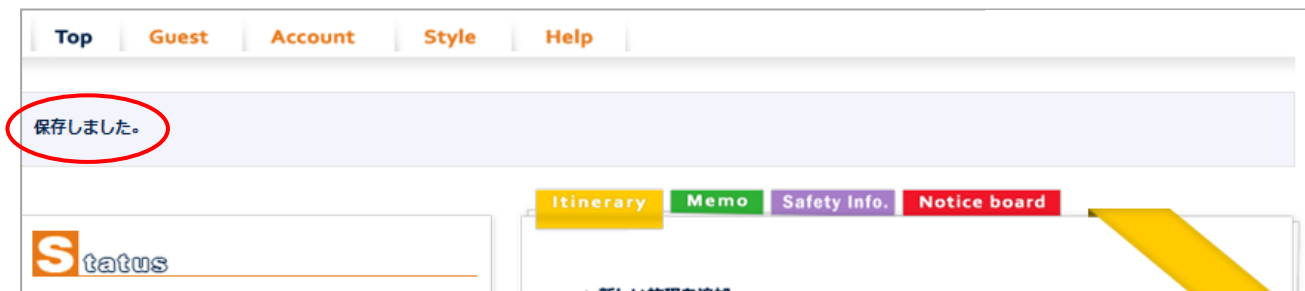 Top Guest Account Style Help
保存しました。
Itinerary Memo Safety Info. Notice board
Status